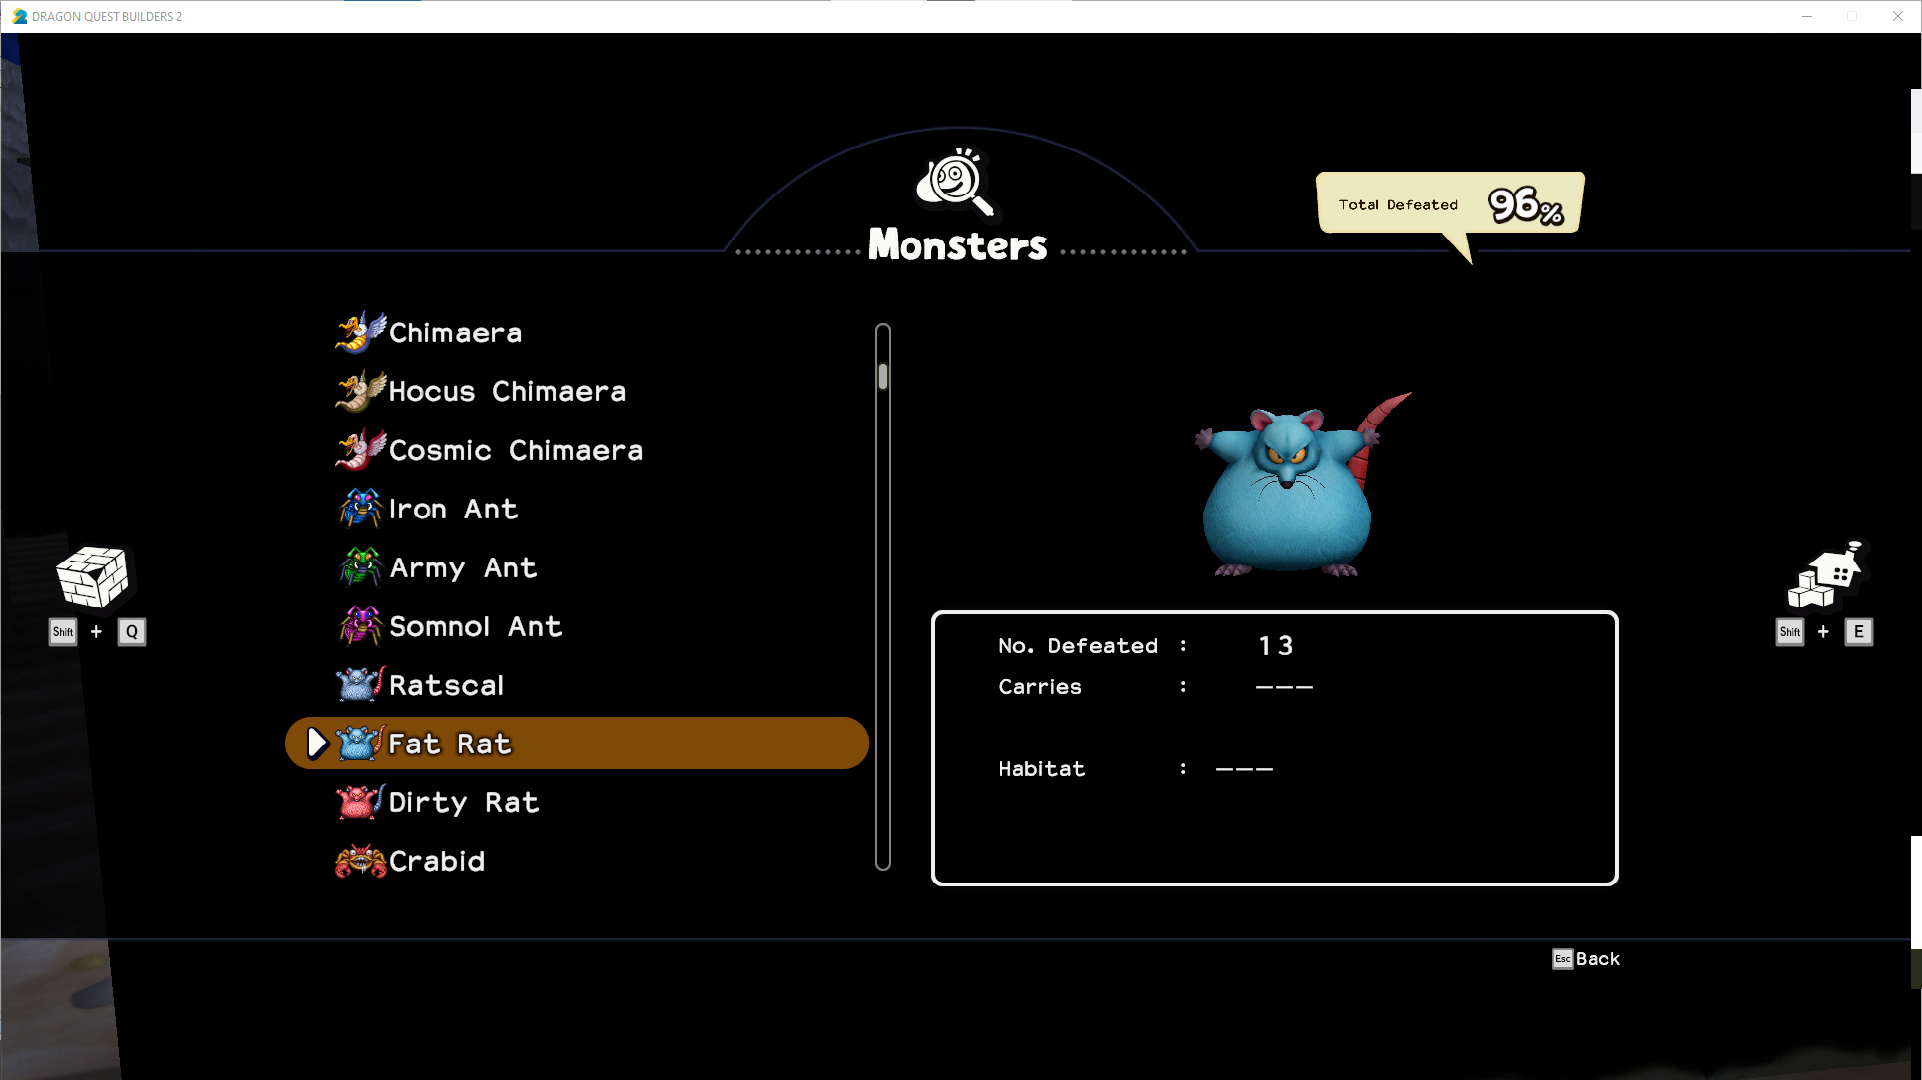 DRAGON QUEST BUILDERS 2
Total Defeated 96%
Monsters
Chimaera
Hocus Chimaera
Cosmic Chimaera
Iron Ant
Army Ant
Somnol Ant
Ratscal
Fat Rat
Dirty Rat
Crabid
No. Defeated : 13
Carries : ---
Habitat : ---
Shift + Q
Shift + E
Esc Back